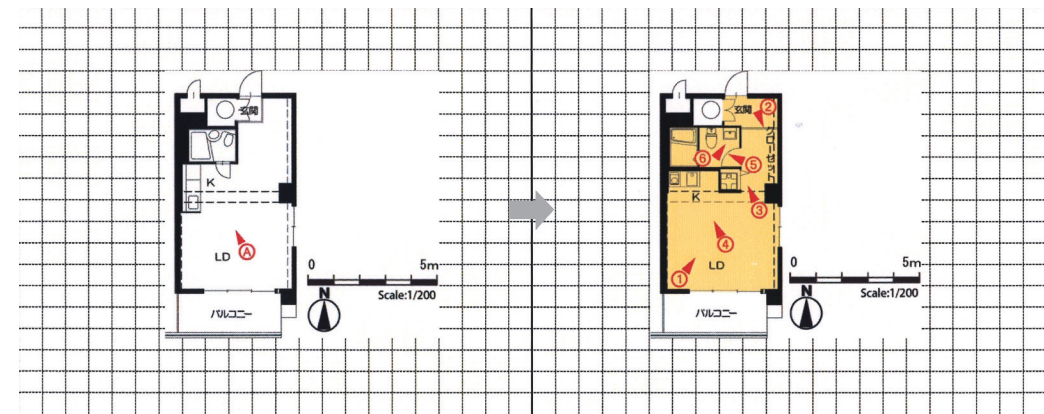 玄関
K
Ⓐ
LD
バルコニー
0 5m
N
Scale:1/200
玄関
②
クローゼット
⑥
⑤
K
③
④
①
LD
バルコニー
0 5m
N
Scale:1/200